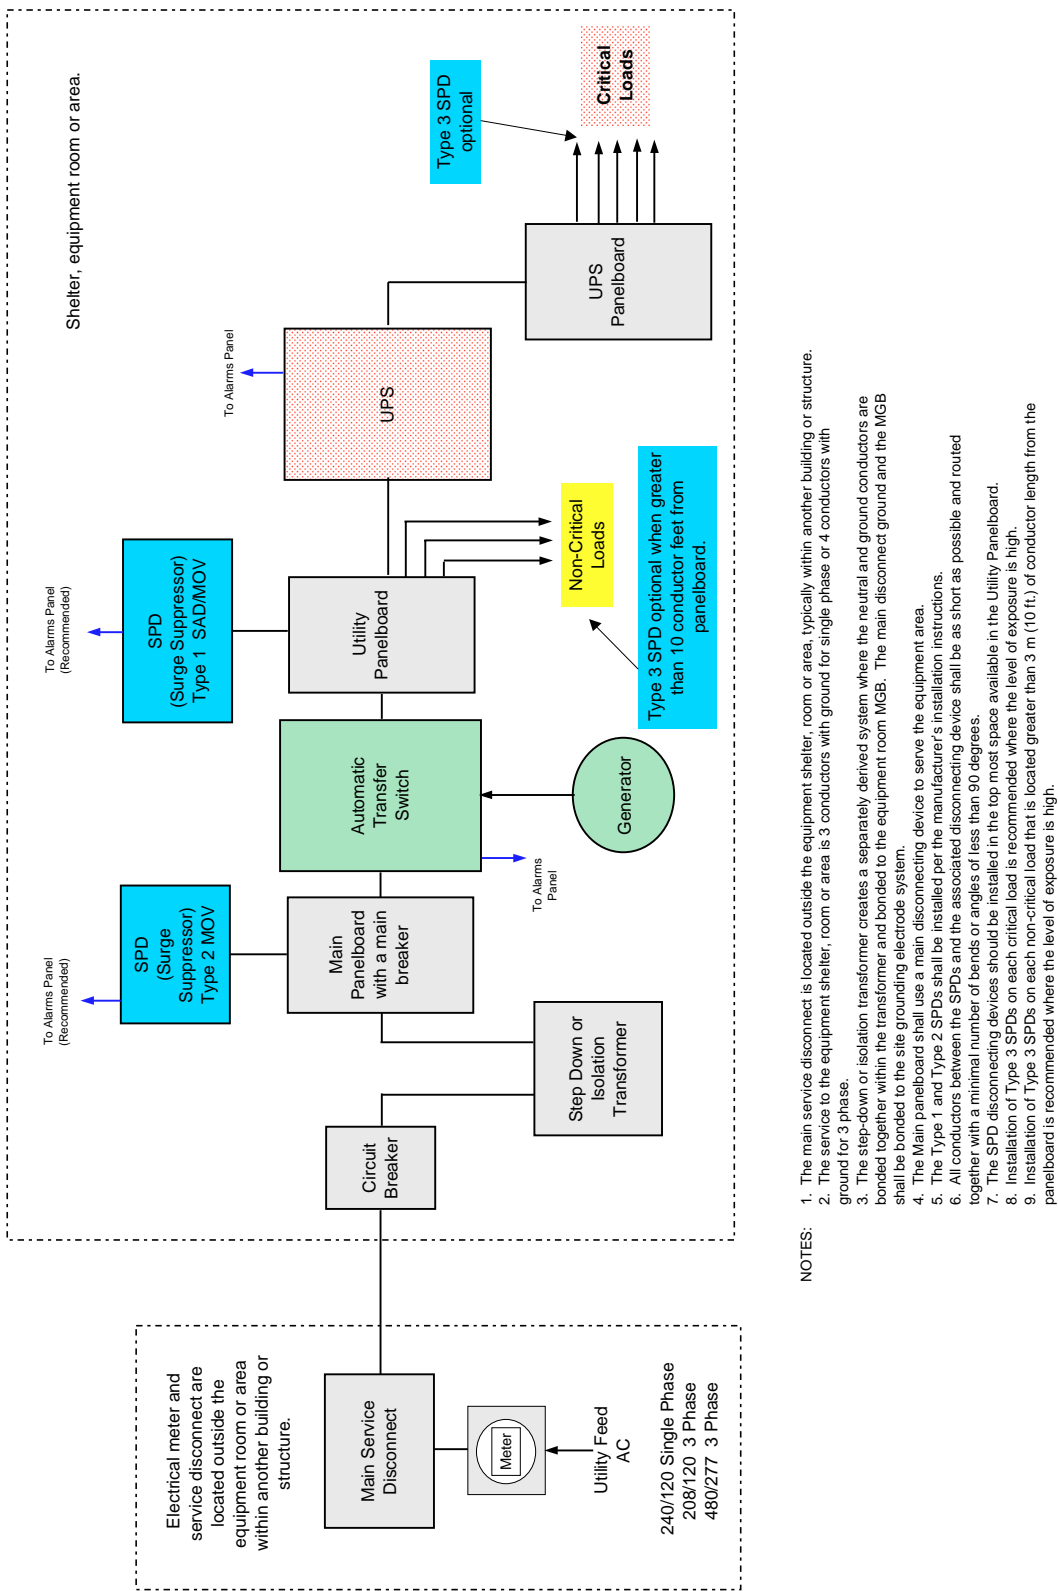 Shelter, equipment room or area.
To Alarms Panel
(Recommended)
SPD
(Surge
Suppressor)
Type 2 MOV
To Alarms Panel
(Recommended)
SPD
(Surge Suppressor)
Type 1  SAD/MOV
To Alarms Panel
Type 3 SPD
optional
Critical
Loads
Electrical meter and
service disconnect are
located outside the
equipment room or area
within another building or
structure.
Main Service
Disconnect
Meter
Utility Feed
AC
240/120 Single Phase
208/120  3 Phase
480/277  3 Phase
Circuit
Breaker
Step Down or
Isolation
Transformer
Main
Panelboard
with a main
breaker
Automatic
Transfer
Switch
To Alarms
Panel
Generator
Utility
Panelboard
Non-Critical
Loads
Type 3 SPD optional when greater
than 10 conductor feet from
panelboard.
UPS
UPS
Panelboard
NOTES:
1.  The main service disconnect is located outside the equipment shelter, room or area, typically within another building or structure.
2.  The service to the equipment shelter, room or area is 3 conductors with ground for single phase or 4 conductors with
ground for 3 phase.
3.  The step-down or isolation transformer creates a separately derived system where the neutral and ground conductors are
bonded together within the transformer and bonded to the equipment room MGB.  The main disconnect ground and the MGB
shall be bonded to the site grounding electrode system.
4.  The Main panelboard shall use a main disconnecting device to serve the equipment area.
5.  The Type 1 and Type 2 SPDs shall be installed per the manufacturer's installation instructions.
6.  All conductors between the SPDs and the associated disconnecting device shall be as short as possible and routed
together with a minimal number of bends or angles of less than 90 degrees.
7.  The SPD disconnecting devices should be installed in the top most space available in the Utility Panelboard.
8.  Installation of Type 3 SPDs on each critical load is recommended where the level of exposure is high.
9.  Installation of Type 3 SPDs on each non-critical load that is located greater than 3 m (10 ft.) of conductor length from the
panelboard is recommended where the level of exposure is high.